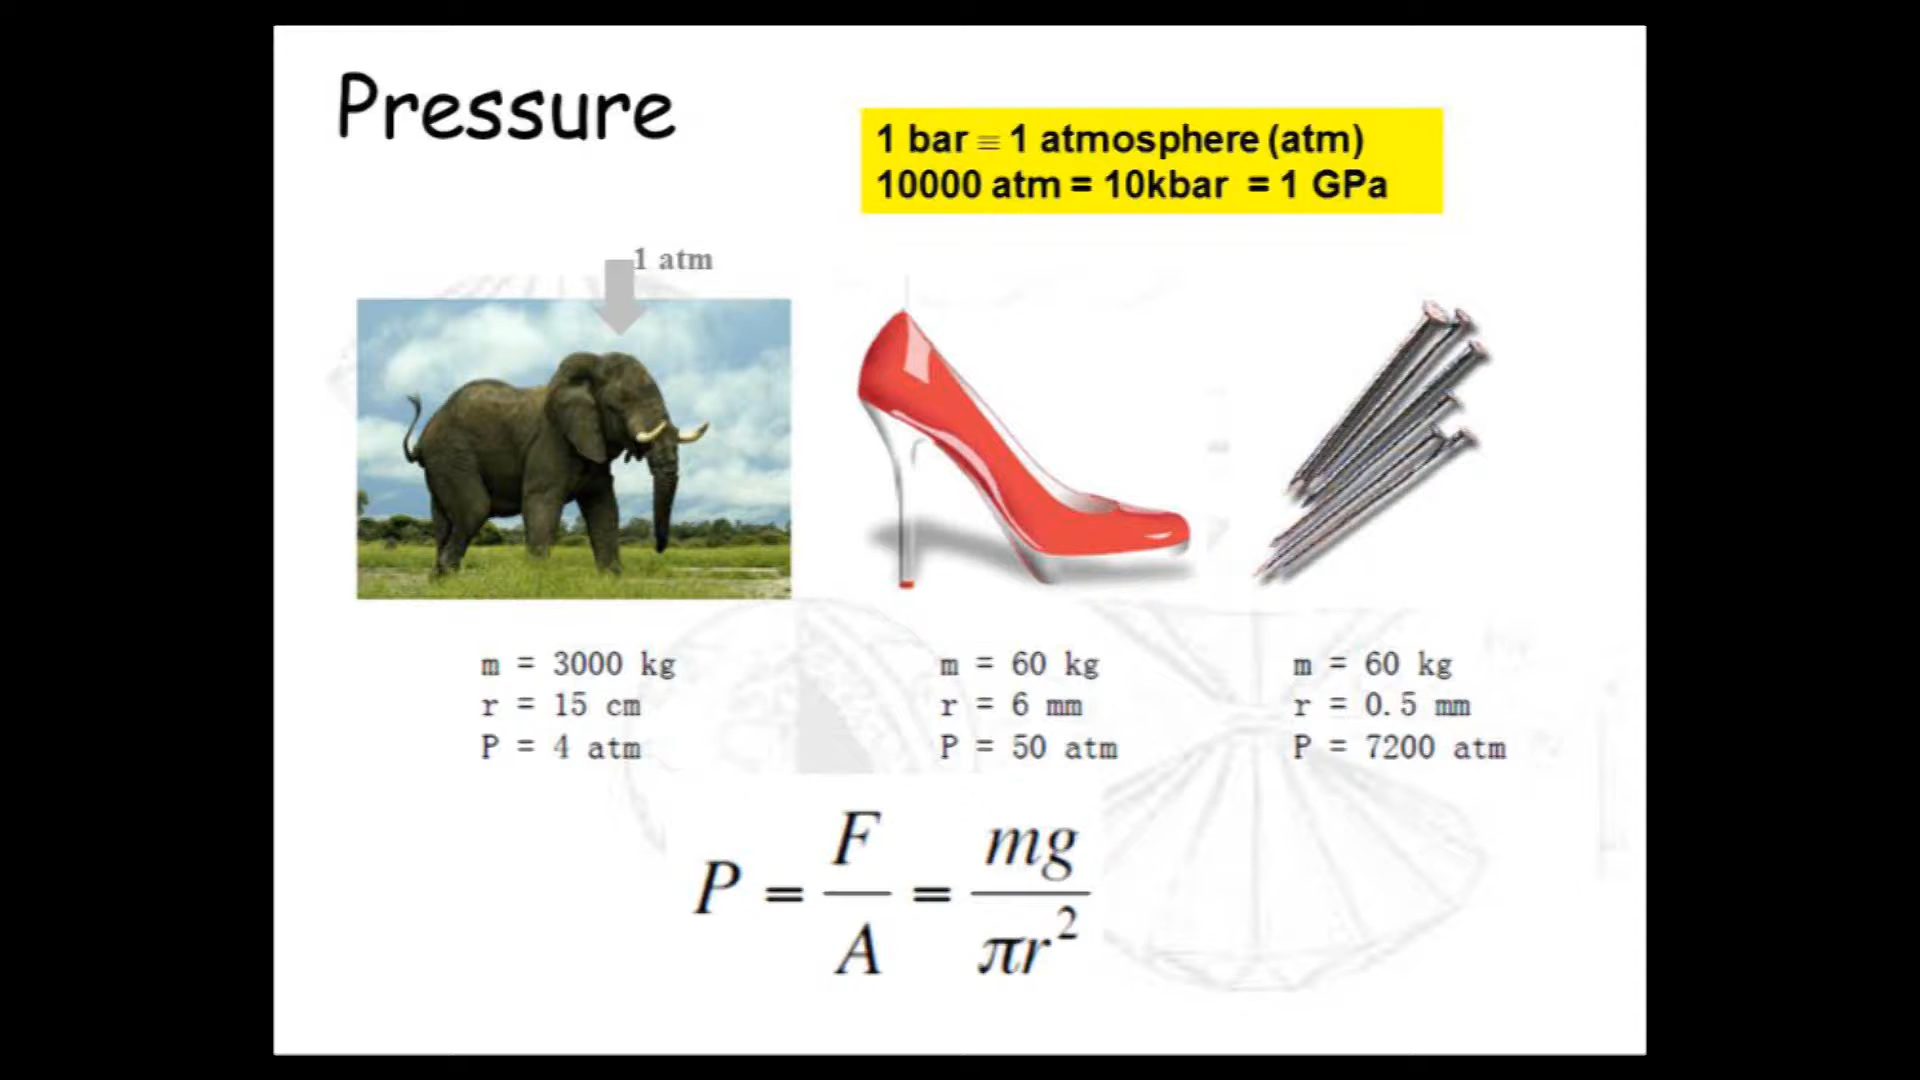 Pressure
1 bar ≡ 1 atmosphere (atm)
10000 atm = 10kbar = 1 GPa
1 atm
m = 3000 kg
r = 15 cm
P = 4 atm
m = 60 kg
r = 6 mm
P = 50 atm
m = 60 kg
r = 0.5 mm
P = 7200 atm
P = F/A = mg/πr²